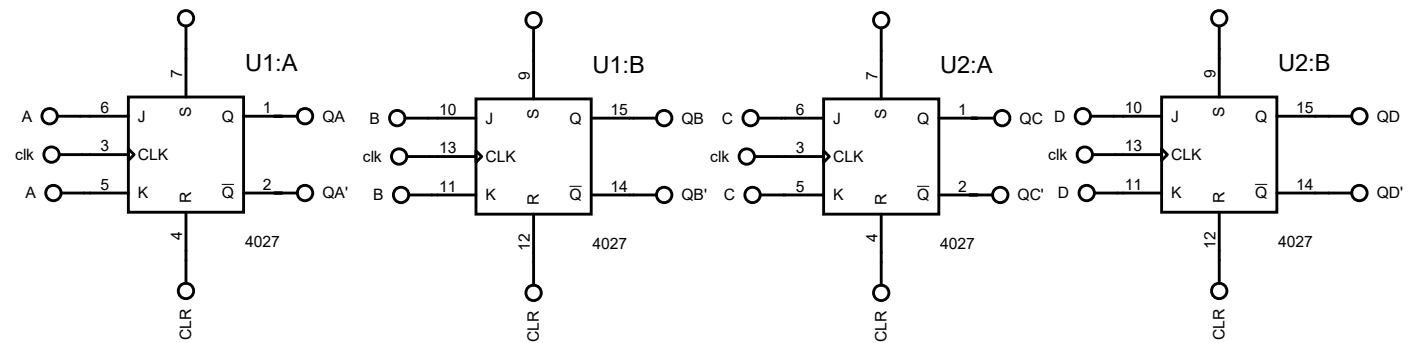 7 U1:A
A 6 J S Q 1 QA
clk 3 CLK
A 5 K R Q 2 QA'
4 4027
CLR
9 U1:B
B 10 J S Q 15 QB
clk 13 CLK
B 11 K R Q 14 QB'
12 4027
CLR
7 U2:A
C 6 J S Q 1 QC
clk 3 CLK
C 5 K R Q 2 QC'
4 4027
CLR
9 U2:B
D 10 J S Q 15 QD
clk 13 CLK
D 11 K R Q 14 QD'
12 4027
CLR